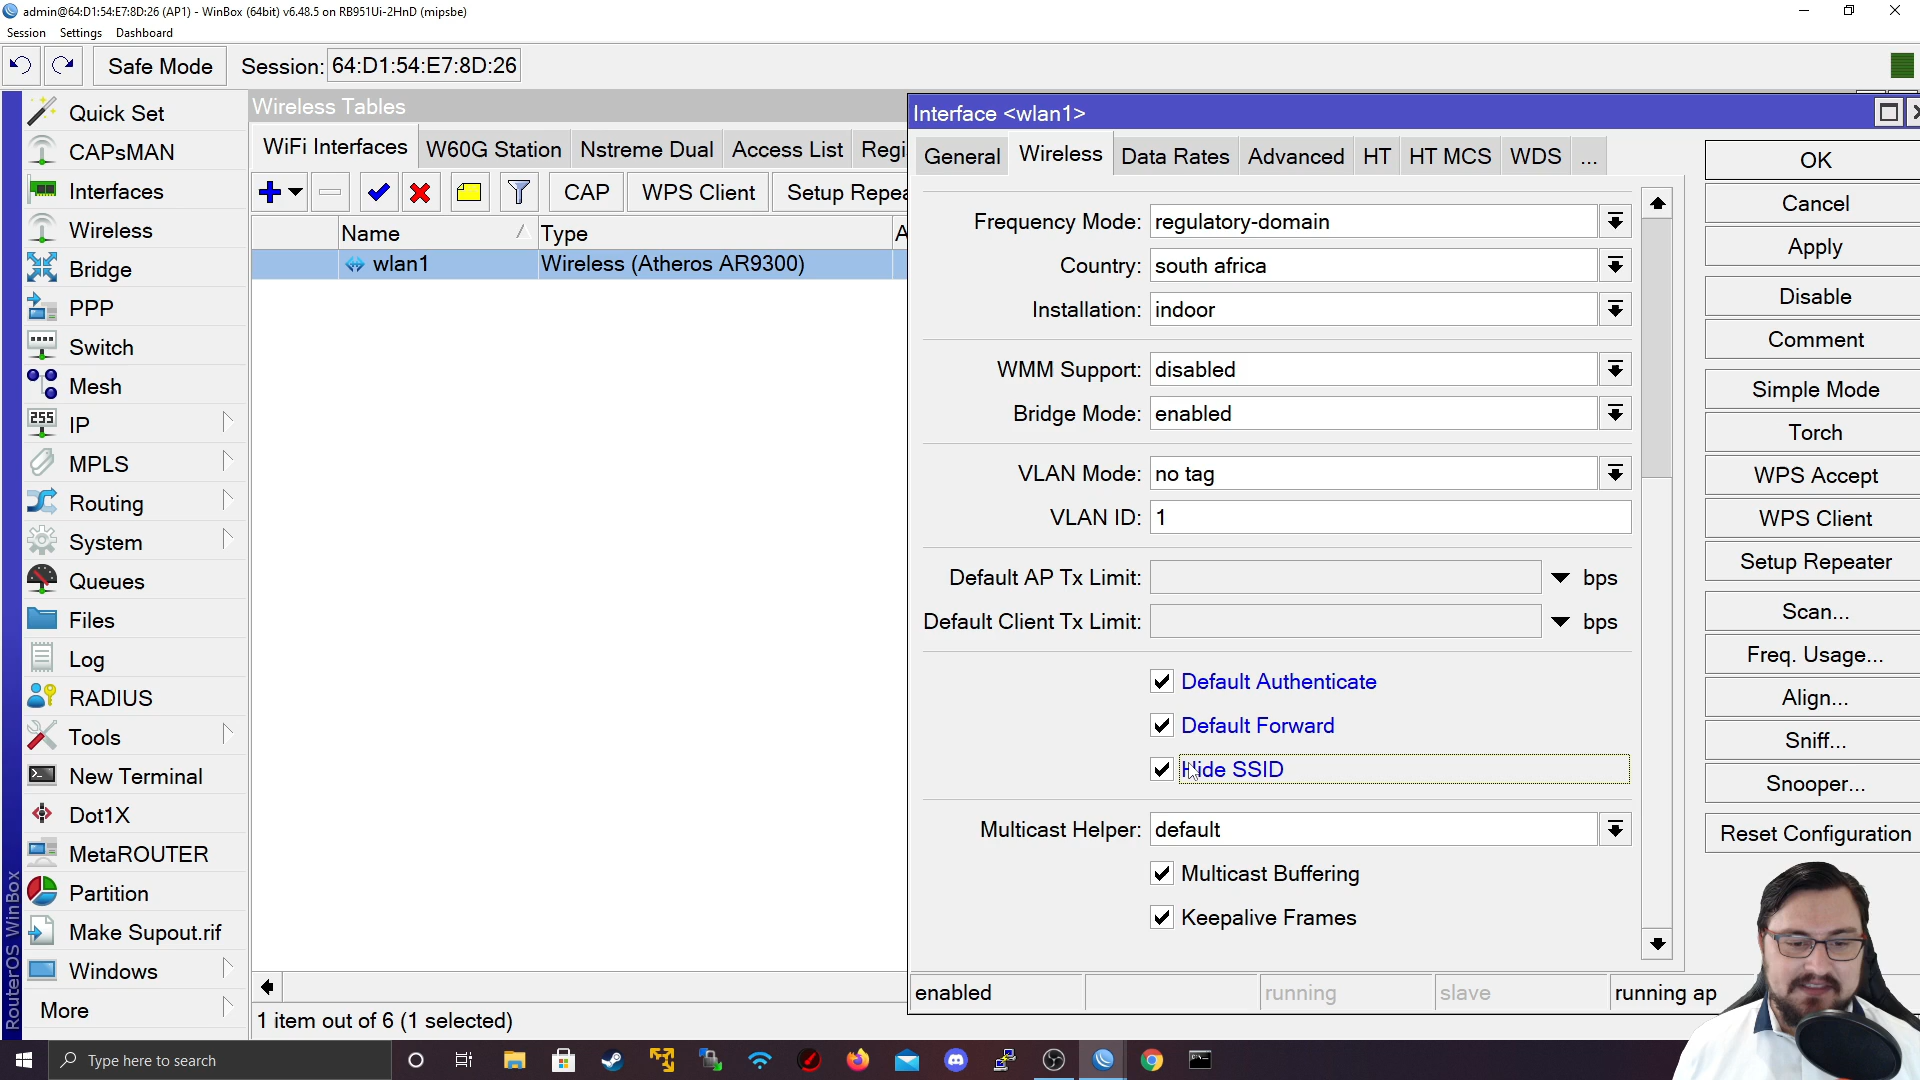 admin@64:D1:54:E7:8D:26 (AP1) - WinBox (64bit) v6.48.5 on RB951Ui-2HnD (mipsbe)
Session Settings Dashboard
Safe Mode Session: 64:D1:54:E7:8D:26
Quick Set
CAPsMAN
Interfaces
Wireless
Bridge
PPP
Switch
Mesh
IP
MPLS
Routing
System
Queues
Files
Log
RADIUS
Tools
New Terminal
Dot1X
MetaROUTER
Partition
Make Supout.rif
Windows
More
RouterOS WinBox
Wireless Tables
WiFi Interfaces W60G Station Nstreme Dual Access List Regi
CAP WPS Client Setup Repea
Name Type A
wlan1 Wireless (Atheros AR9300)
1 item out of 6 (1 selected)
Interface <wlan1>
General Wireless Data Rates Advanced HT HT MCS WDS ...
Frequency Mode: regulatory-domain
Country: south africa
Installation: indoor
WMM Support: disabled
Bridge Mode: enabled
VLAN Mode: no tag
VLAN ID: 1
Default AP Tx Limit: bps
Default Client Tx Limit: bps
Default Authenticate
Default Forward
Hide SSID
Multicast Helper: default
Multicast Buffering
Keepalive Frames
enabled running slave running ap
OK
Cancel
Apply
Disable
Comment
Simple Mode
Torch
WPS Accept
WPS Client
Setup Repeater
Scan...
Freq. Usage...
Align...
Sniff...
Snooper...
Reset Configuration
Type here to search